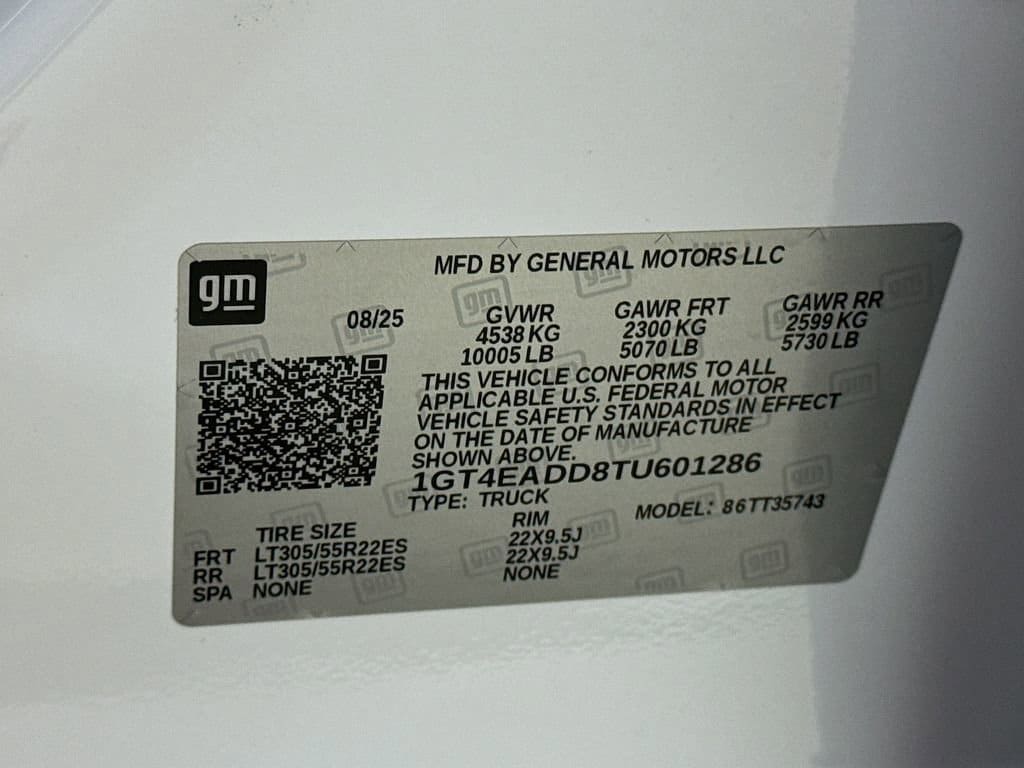 gm
MFD BY GENERAL MOTORS LLC
08/25
GVWR GAWR FRT GAWR RR
4538 KG 2300 KG 2599 KG
10005 LB 5070 LB 5730 LB
THIS VEHICLE CONFORMS TO ALL
APPLICABLE U.S. FEDERAL MOTOR
VEHICLE SAFETY STANDARDS IN EFFECT
ON THE DATE OF MANUFACTURE
SHOWN ABOVE.
1GT4EADD8TU601286
TYPE: TRUCK MODEL: 86TT35743
TIRE SIZE RIM
FRT LT305/55R22ES 22X9.5J
RR LT305/55R22ES 22X9.5J
SPA NONE NONE